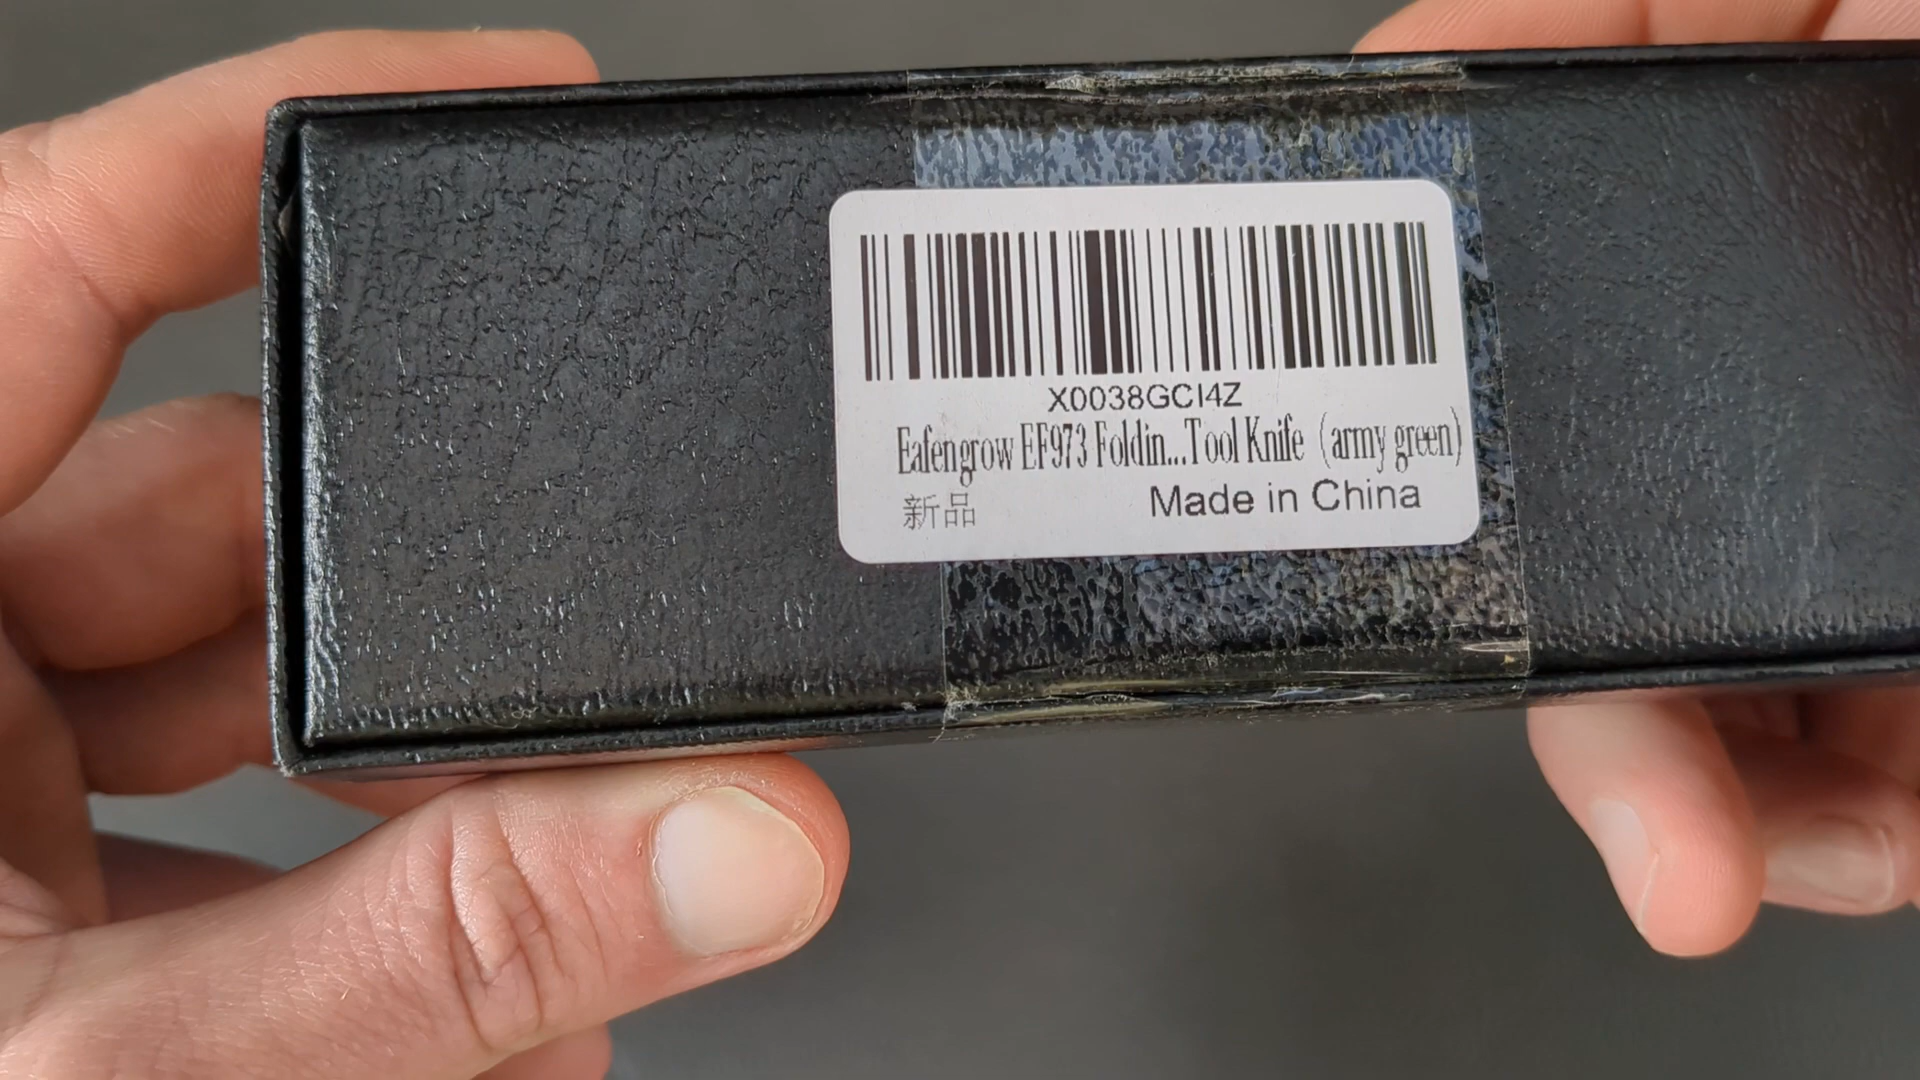 X0038GCI4Z
Eafengrow EF973 Foldin...Tool Knife（army green）
新品 Made in China